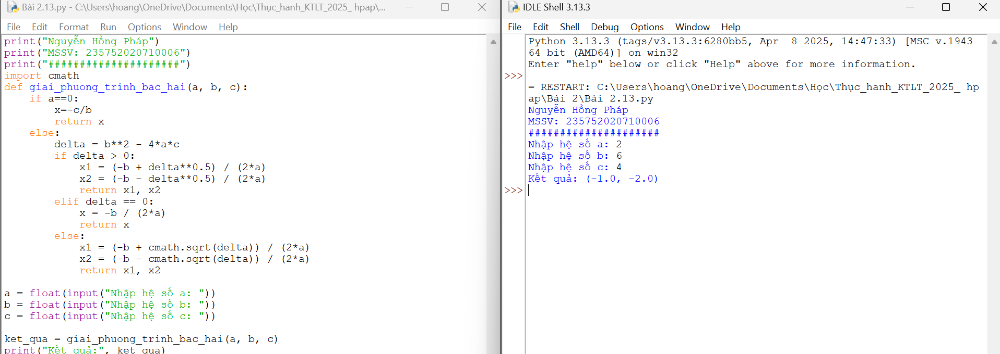 Bài 2.13.py - C:\Users\hoang\OneDrive\Documents\Học\Thục_hanh_KTLT_2025_ hpap\...
File Edit Format Run Options Window Help
print("Nguyễn Hồng Pháp")
print("MSSV: 235752020710006")
print("#####################")
import cmath
def giai_phuong_trinh_bac_hai(a, b, c):
    if a==0:
        x=-c/b
        return x
    else:
        delta = b**2 - 4*a*c
        if delta > 0:
            x1 = (-b + delta**0.5) / (2*a)
            x2 = (-b - delta**0.5) / (2*a)
            return x1, x2
        elif delta == 0:
            x = -b / (2*a)
            return x
        else:
            x1 = (-b + cmath.sqrt(delta)) / (2*a)
            x2 = (-b - cmath.sqrt(delta)) / (2*a)
            return x1, x2
a = float(input("Nhập hệ số a: "))
b = float(input("Nhập hệ số b: "))
c = float(input("Nhập hệ số c: "))
ket_qua = giai_phuong_trinh_bac_hai(a, b, c)
print("Kết quả:", ket_qua)
IDLE Shell 3.13.3
File Edit Shell Debug Options Window Help
Python 3.13.3 (tags/v3.13.3:6280bb5, Apr  8 2025, 14:47:33) [MSC v.1943
64 bit (AMD64)] on win32
Enter "help" below or click "Help" above for more information.
>>>
= RESTART: C:\Users\hoang\OneDrive\Documents\Học\Thục_hanh_KTLT_2025_ hp
ap\Bài 2\Bài 2.13.py
Nguyễn Hồng Pháp
MSSV: 235752020710006
#####################
Nhập hệ số a: 2
Nhập hệ số b: 6
Nhập hệ số c: 4
Kết quả: (-1.0, -2.0)
>>>